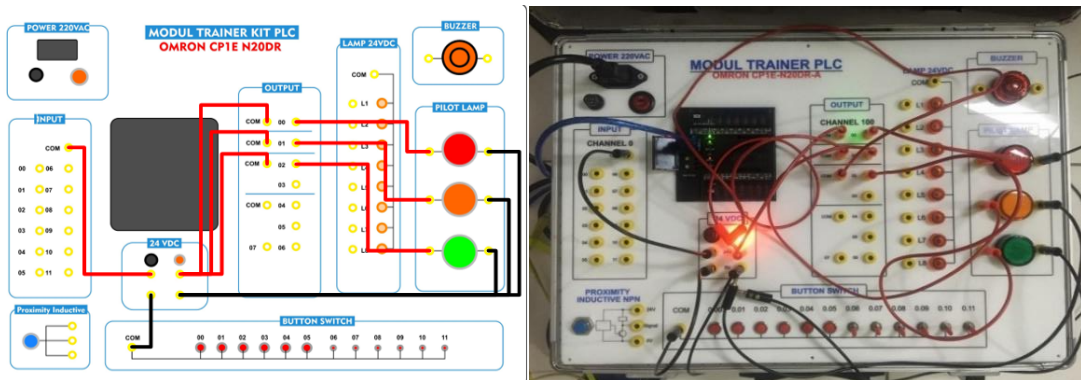 POWER 220VAC
MODUL TRAINER KIT PLC
OMRON CP1E N20DR
LAMP 24VDC
BUZZER
COM
L1
L2
OUTPUT
COM 00
COM 01
COM 02
03
COM 04
05
07 06
PILOT LAMP
INPUT
COM
00 06
01 07
02 08
03 09
04 10
05 11
24 VDC
Proximity Inductive
BUTTON SWITCH
COM
00 01 02 03 04 05 06 07 08 09 10 11
POWER 220VAC
MODUL TRAINER PLC
OMRON CP1E-N20DR-A
LAMP 24VDC
COM
BUZZER
L1
L2
L3
L4
L5
L6
L7
L8
OUTPUT
CHANNEL 100
INPUT
CHANNEL 0
24 VDC
PROXIMITY
INDUCTIVE NPN
24V
Signal
0V
BUTTON SWITCH
COM
0.01 0.02 0.03 0.04 0.05 0.06 0.07 0.08 0.09 0.10 0.11